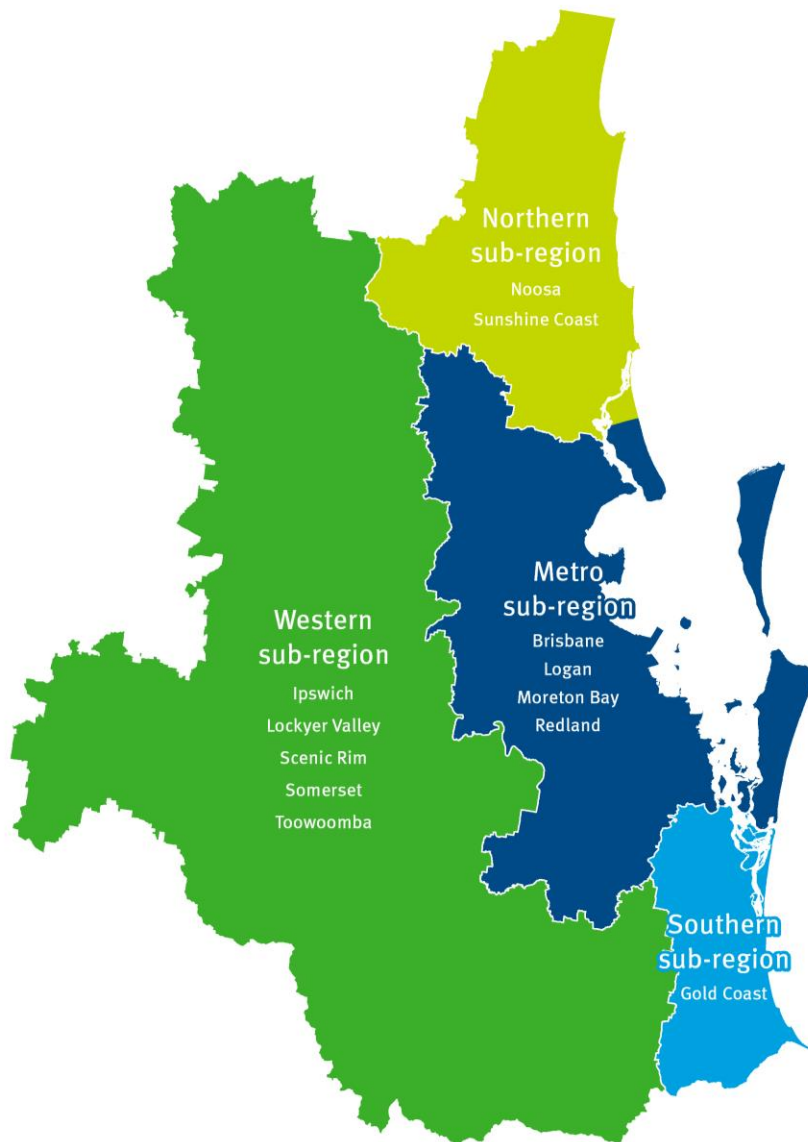 Northern
sub-region
Noosa
Sunshine Coast
Metro
sub-region
Brisbane
Logan
Moreton Bay
Redland
Western
sub-region
Ipswich
Lockyer Valley
Scenic Rim
Somerset
Toowoomba
Southern
sub-region
Gold Coast